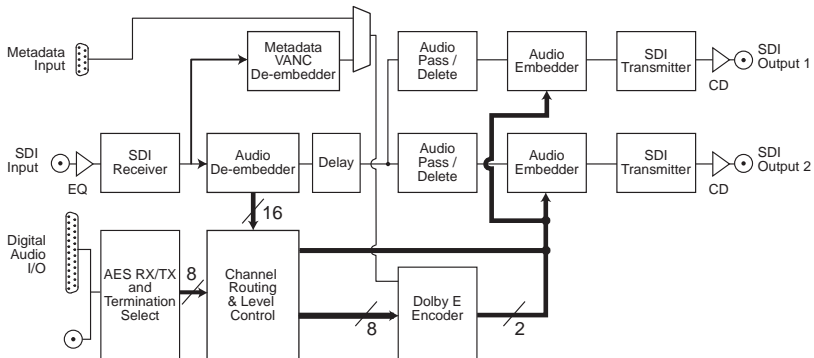 Metadata
Input
Metadata
VANC
De-embedder
Audio
Pass /
Delete
Audio
Embedder
SDI
Transmitter
CD
SDI
Output 1
SDI
Input
EQ
SDI
Receiver
Audio
De-embedder
Delay
Audio
Pass /
Delete
Audio
Embedder
SDI
Transmitter
CD
SDI
Output 2
16
Digital
Audio
I/O
AES RX/TX
and
Termination
Select
8
Channel
Routing
& Level
Control
8
Dolby E
Encoder
2